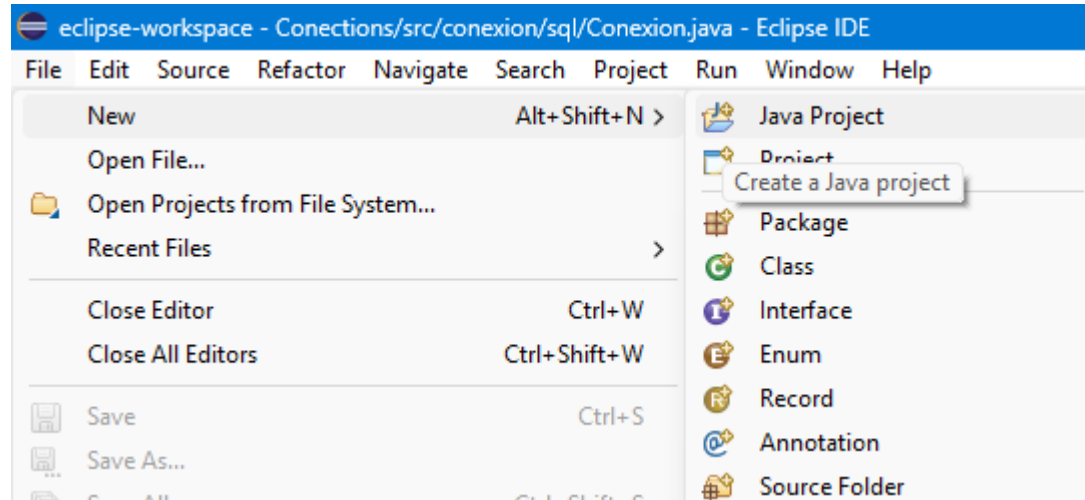 eclipse-workspace - Conections/src/conexion/sql/Conexion.java - Eclipse IDE
File Edit Source Refactor Navigate Search Project Run Window Help
New Alt+Shift+N >
Open File...
Open Projects from File System...
Recent Files >
Close Editor Ctrl+W
Close All Editors Ctrl+Shift+W
Save Ctrl+S
Save As...
Java Project
Project
Create a Java project
Package
Class
Interface
Enum
Record
Annotation
Source Folder